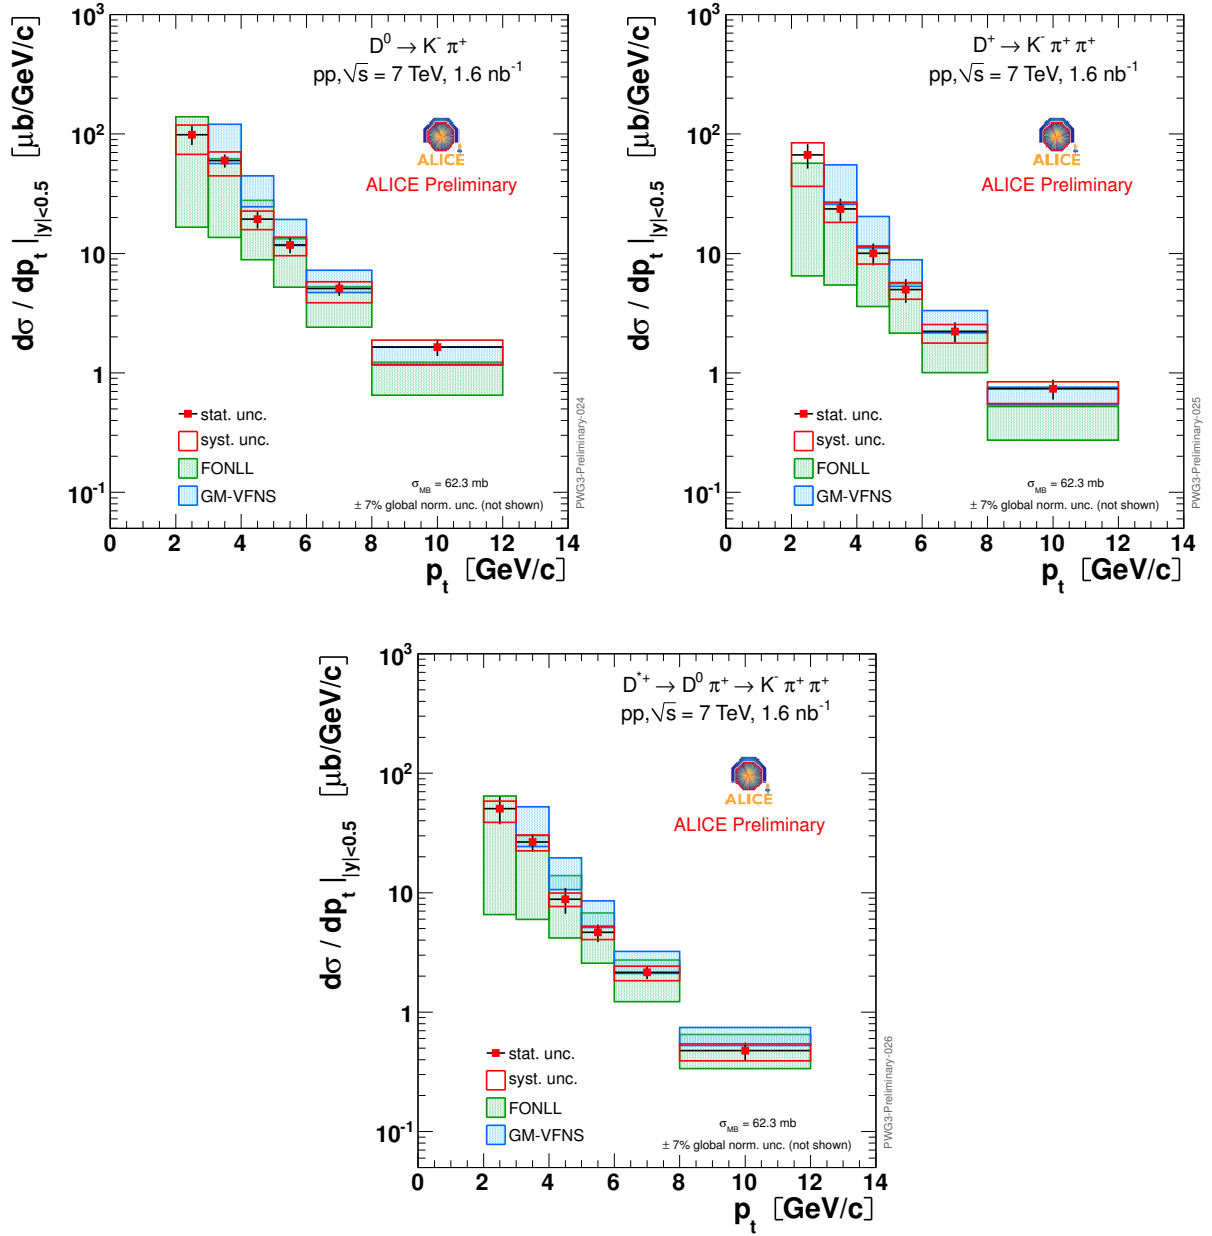 D⁰ → K⁻ π⁺
pp, √s = 7 TeV, 1.6 nb⁻¹
ALICE
ALICE Preliminary
dσ / dpₜ |_|y|<0.5 [μb/GeV/c]
10³
10²
10
1
10⁻¹
stat. unc.
syst. unc.
FONLL
GM-VFNS
σ_MB = 62.3 mb
± 7% global norm. unc. (not shown)
PWG3-Preliminary-024
0 2 4 6 8 10 12 14
pₜ [GeV/c]
D⁺ → K⁻ π⁺ π⁺
pp, √s = 7 TeV, 1.6 nb⁻¹
ALICE
ALICE Preliminary
dσ / dpₜ |_|y|<0.5 [μb/GeV/c]
10³
10²
10
1
10⁻¹
stat. unc.
syst. unc.
FONLL
GM-VFNS
σ_MB = 62.3 mb
± 7% global norm. unc. (not shown)
PWG3-Preliminary-025
0 2 4 6 8 10 12 14
pₜ [GeV/c]
D*⁺ → D⁰ π⁺ → K⁻ π⁺ π⁺
pp, √s = 7 TeV, 1.6 nb⁻¹
ALICE
ALICE Preliminary
dσ / dpₜ |_|y|<0.5 [μb/GeV/c]
10³
10²
10
1
10⁻¹
stat. unc.
syst. unc.
FONLL
GM-VFNS
σ_MB = 62.3 mb
± 7% global norm. unc. (not shown)
PWG3-Preliminary-026
0 2 4 6 8 10 12 14
pₜ [GeV/c]